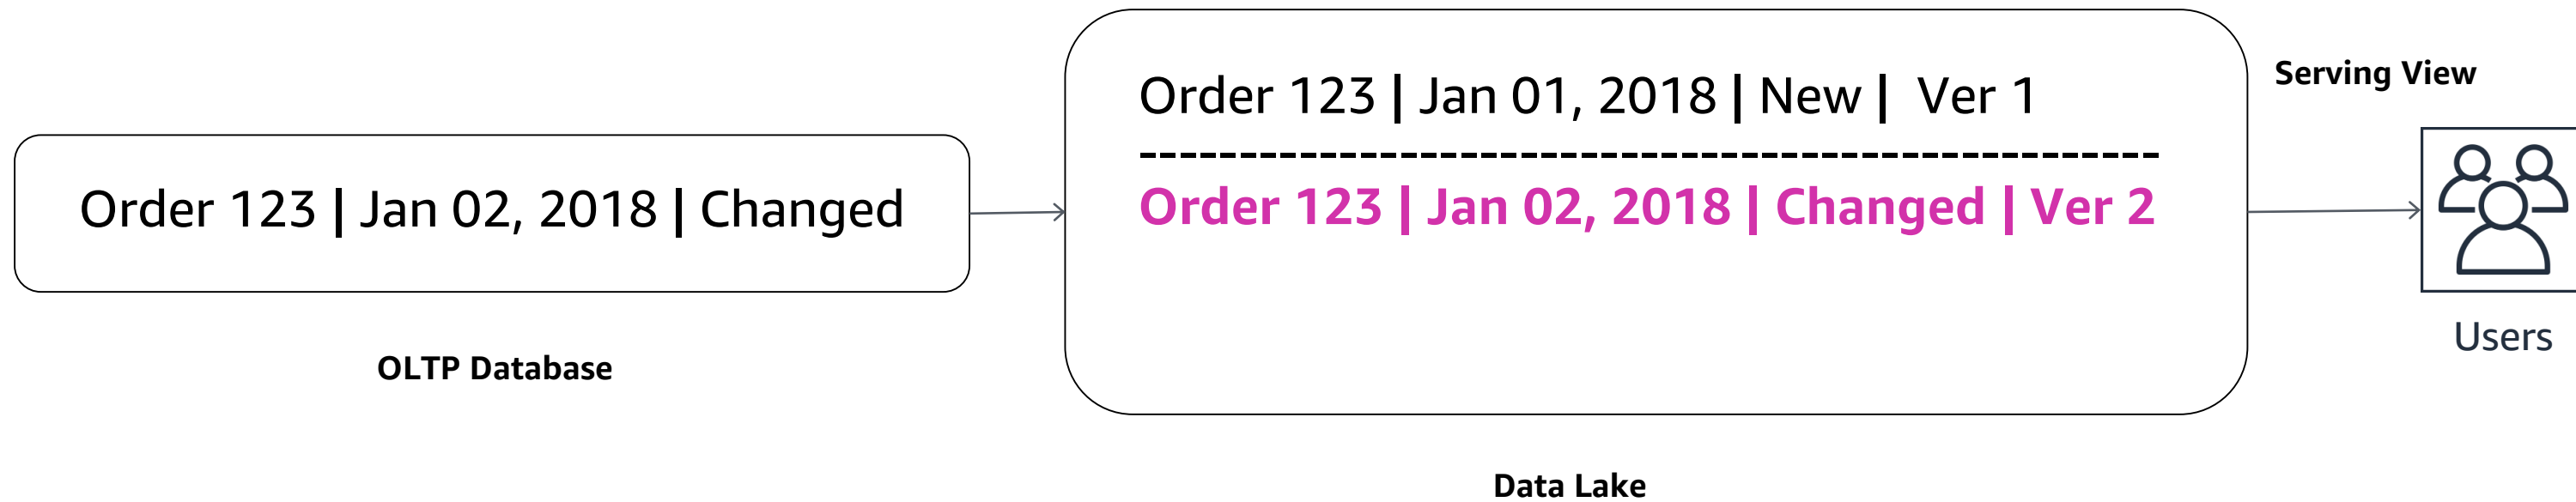 Order 123 | Jan 02, 2018 | Changed
OLTP Database
Order 123 | Jan 01, 2018 | New | Ver 1
---------------------------------------------------
Order 123 | Jan 02, 2018 | Changed | Ver 2
Data Lake
Serving View
Users